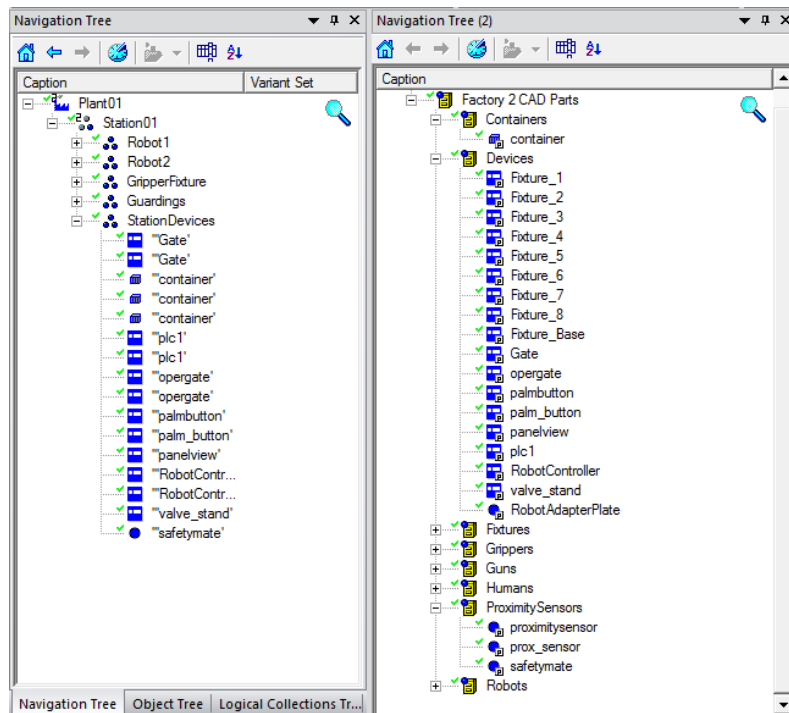 Navigation Tree
Caption Variant Set
Plant01
Station01
Robot1
Robot2
GripperFixture
Guardings
StationDevices
'"Gate'
'"Gate'
'"container'
'"container'
'"container'
'"plc1'
'"plc1'
'"opergate'
'"opergate'
'"palmbutton'
'"palm_button'
'"panelview'
'"RobotContr...
'"RobotContr...
'"valve_stand'
'"safetymate'
Navigation Tree Object Tree Logical Collections Tr...
Navigation Tree (2)
Caption
Factory 2 CAD Parts
Containers
container
Devices
Fixture_1
Fixture_2
Fixture_3
Fixture_4
Fixture_5
Fixture_6
Fixture_7
Fixture_8
Fixture_Base
Gate
opergate
palmbutton
palm_button
panelview
plc1
RobotController
valve_stand
RobotAdapterPlate
Fixtures
Grippers
Guns
Humans
ProximitySensors
proximitysensor
prox_sensor
safetymate
Robots